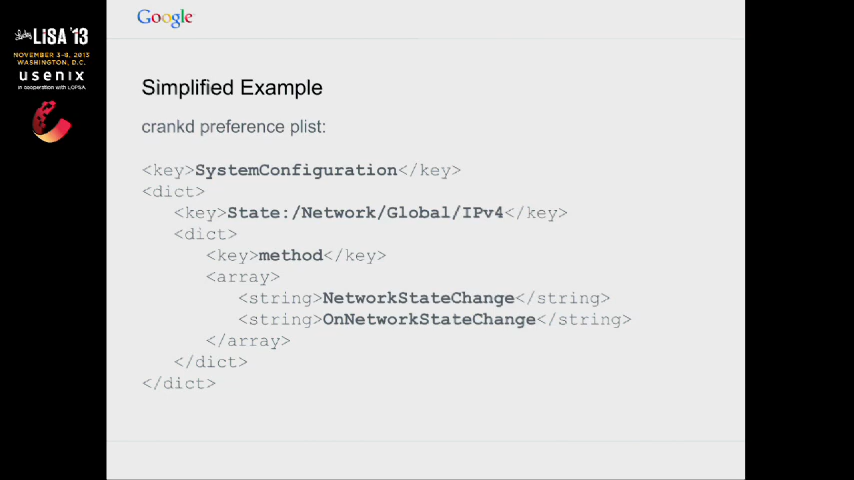 Google
Lucky LiSA '13
NOVEMBER 3-8, 2013
WASHINGTON, D.C.
usenix
in cooperation with LOPSA
Simplified Example
crankd preference plist:
<key>SystemConfiguration</key>
<dict>
<key>State:/Network/Global/IPv4</key>
<dict>
<key>method</key>
<array>
<string>NetworkStateChange</string>
<string>OnNetworkStateChange</string>
</array>
</dict>
</dict>